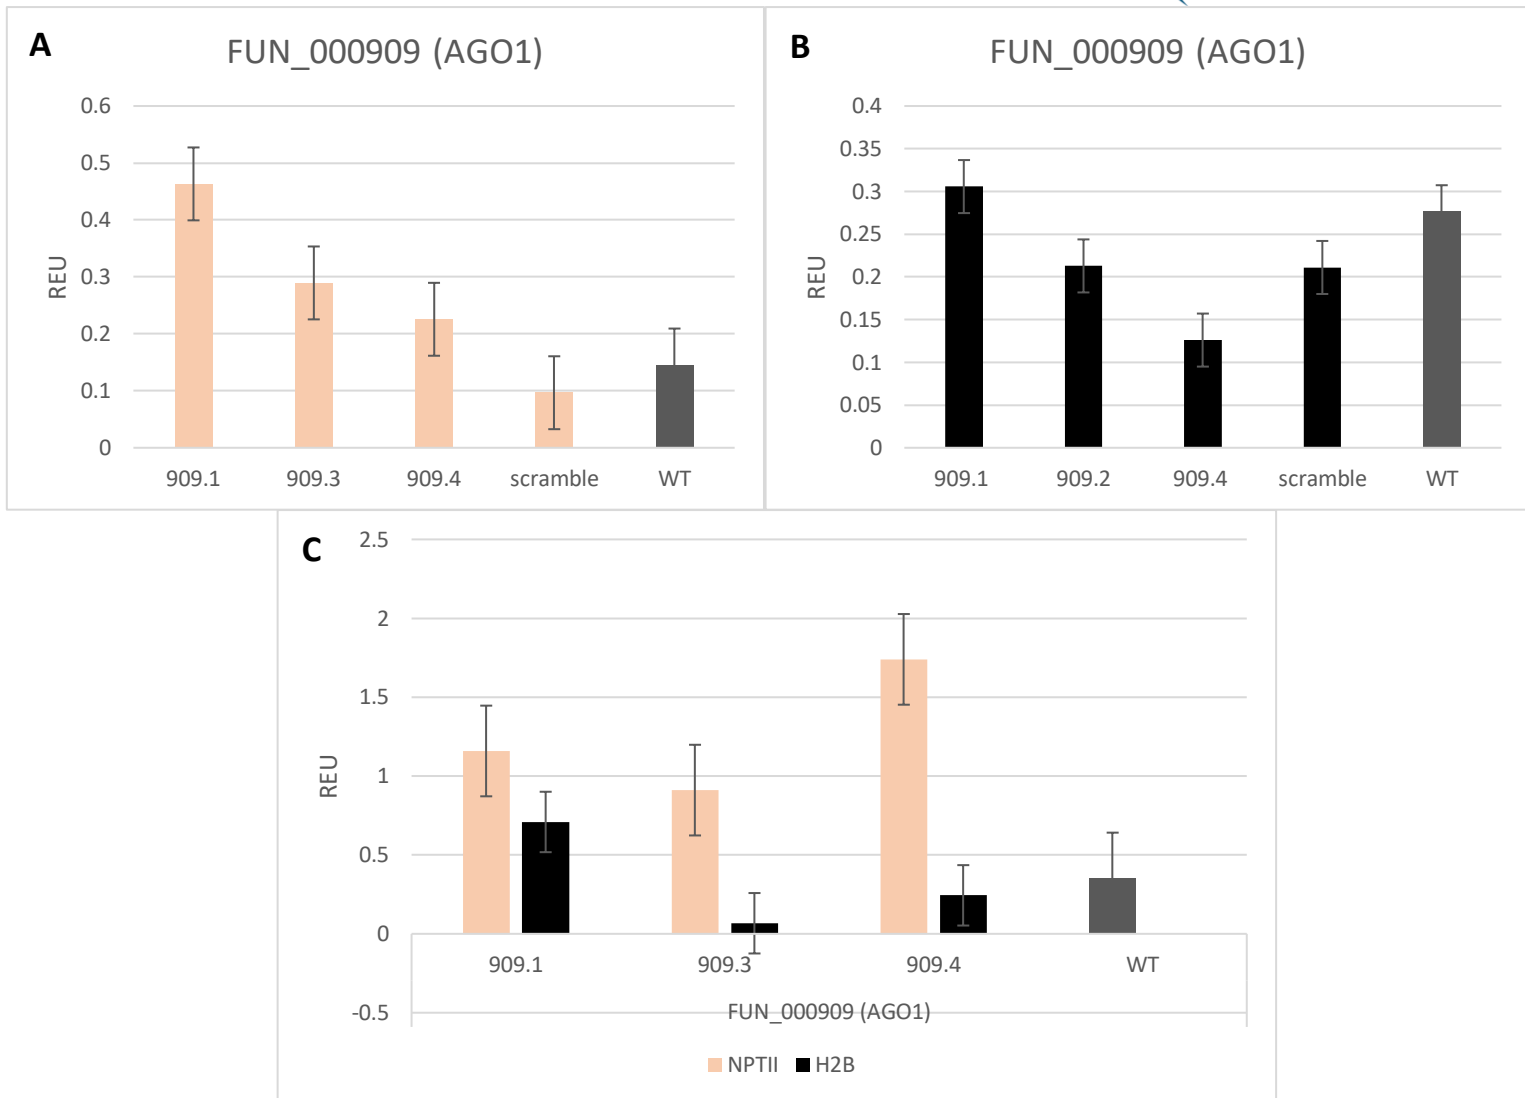 A
FUN_000909 (AGO1)
0.6
0.5
0.4
0.3
0.2
0.1
0
REU
909.1 909.3 909.4 scramble WT
B
FUN_000909 (AGO1)
0.4
0.35
0.3
0.25
0.2
0.15
0.1
0.05
0
REU
909.1 909.2 909.4 scramble WT
C
2.5
2
1.5
1
0.5
0
-0.5
REU
909.1 909.3 909.4 WT
FUN_000909 (AGO1)
NPTII H2B